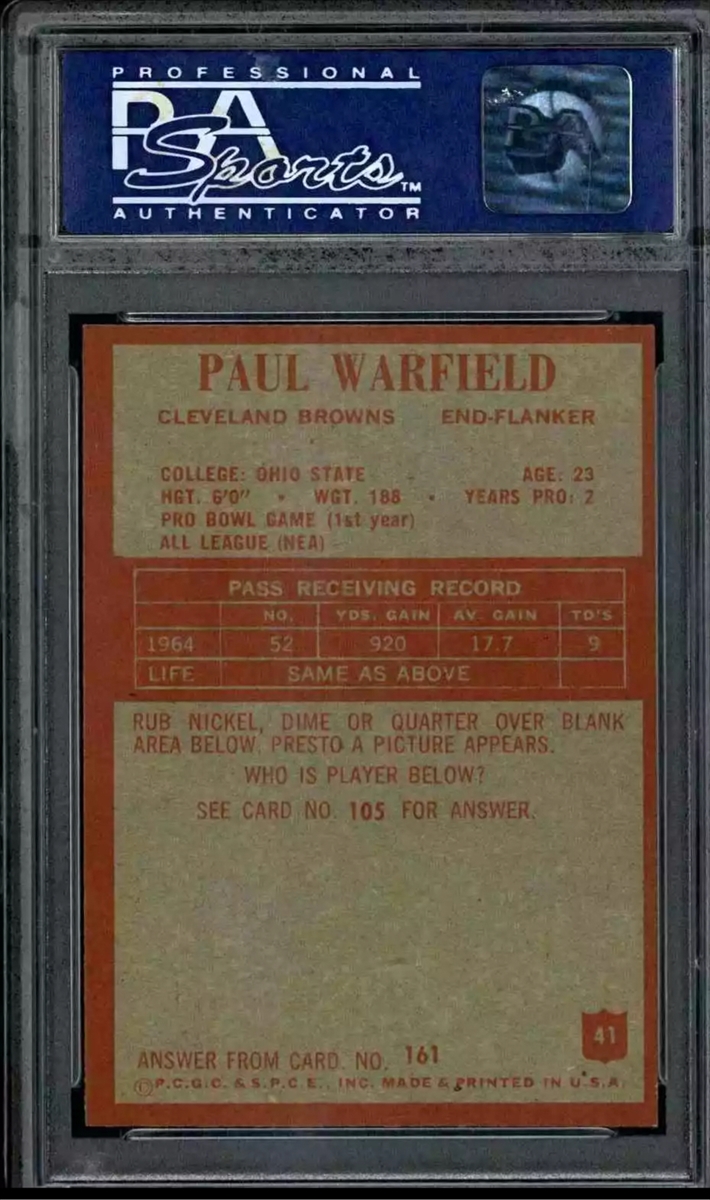 PROFESSIONAL
PSA
Sports™
AUTHENTICATOR
PSA
PAUL WARFIELD
CLEVELAND BROWNS END-FLANKER
COLLEGE: OHIO STATE AGE: 23
HGT. 6'0" • WGT. 188 • YEARS PRO: 2
PRO BOWL GAME (1st year)
ALL LEAGUE (NEA)
PASS RECEIVING RECORD
NO. YDS. GAIN AV. GAIN TD'S
1964 52 920 17.7 9
LIFE SAME AS ABOVE
RUB NICKEL, DIME OR QUARTER OVER BLANK
AREA BELOW. PRESTO A PICTURE APPEARS.
WHO IS PLAYER BELOW?
SEE CARD NO. 105 FOR ANSWER.
41
ANSWER FROM CARD. NO. 161
©P.C.G.C. & S.P.C.E., INC. MADE & PRINTED IN U.S.A.